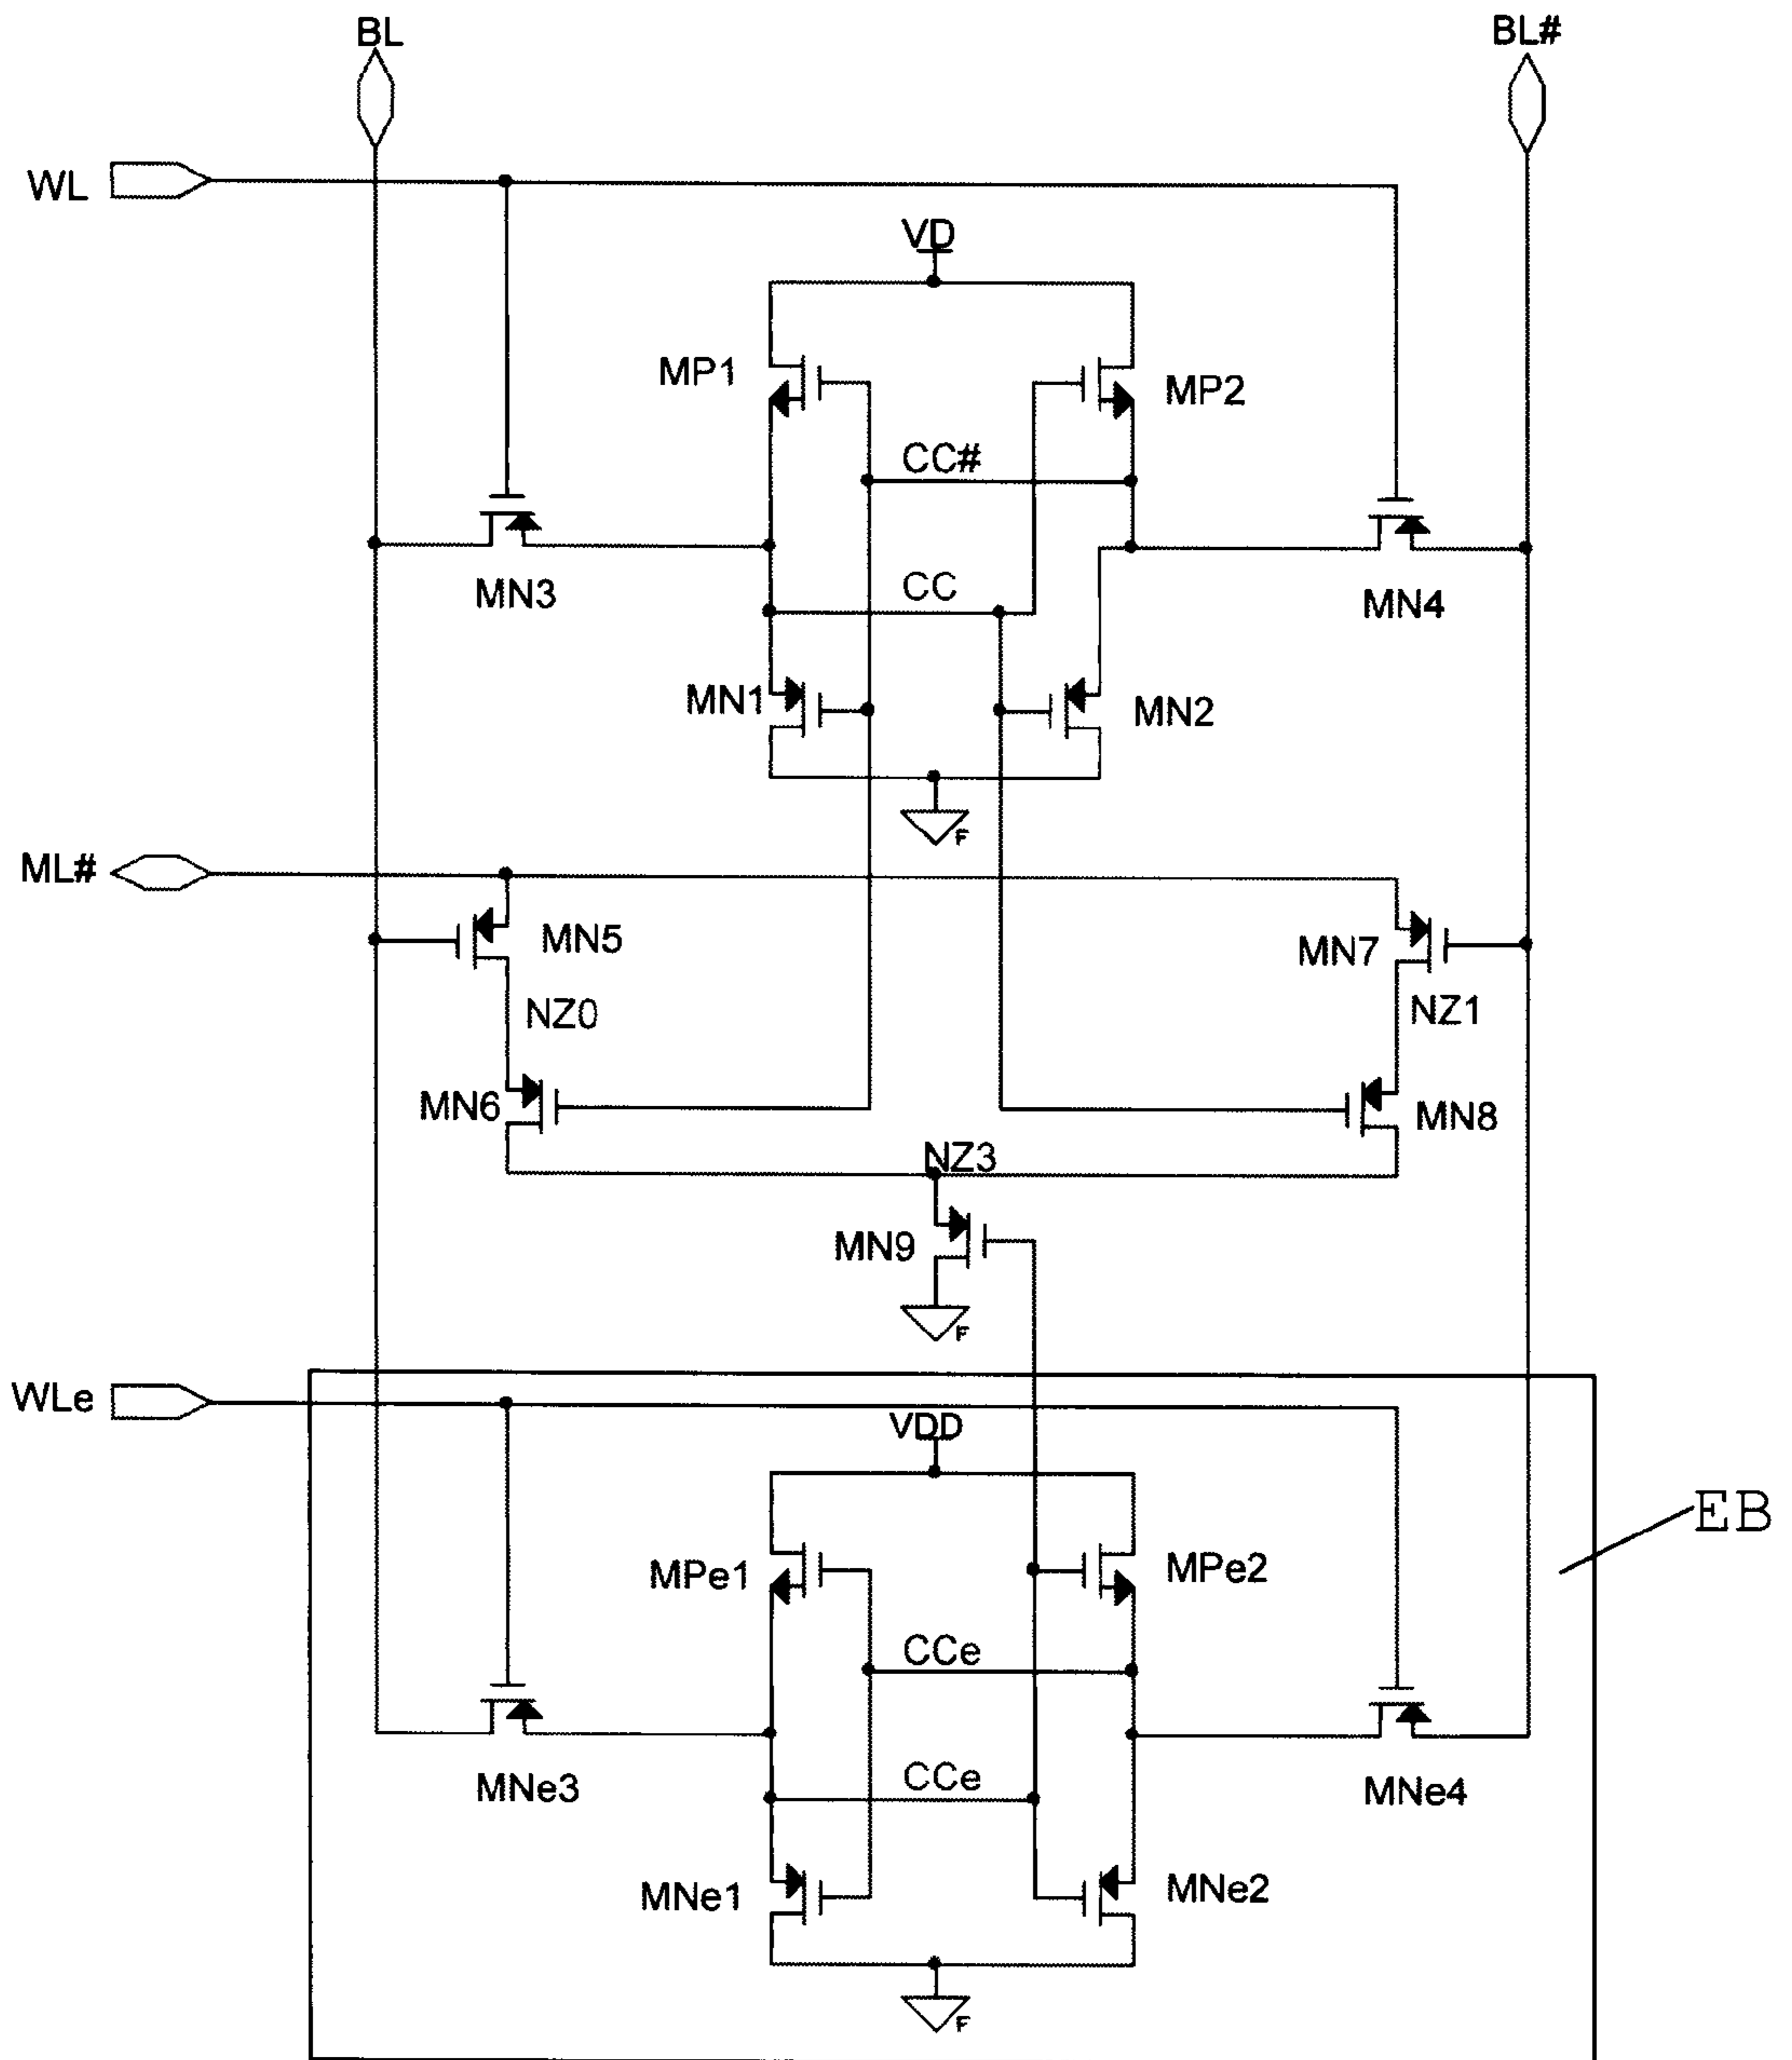 BL BL#
WL
VD
MP1 MP2
CC#
MN3 CC MN4
MN1 MN2
F
ML#
MN5 MN7
NZ0 NZ1
MN6 MN8
NZ3
MN9
F
WLe
VDD
EB
MPe1 MPe2
CCe
MNe3 CCe MNe4
MNe1 MNe2
F